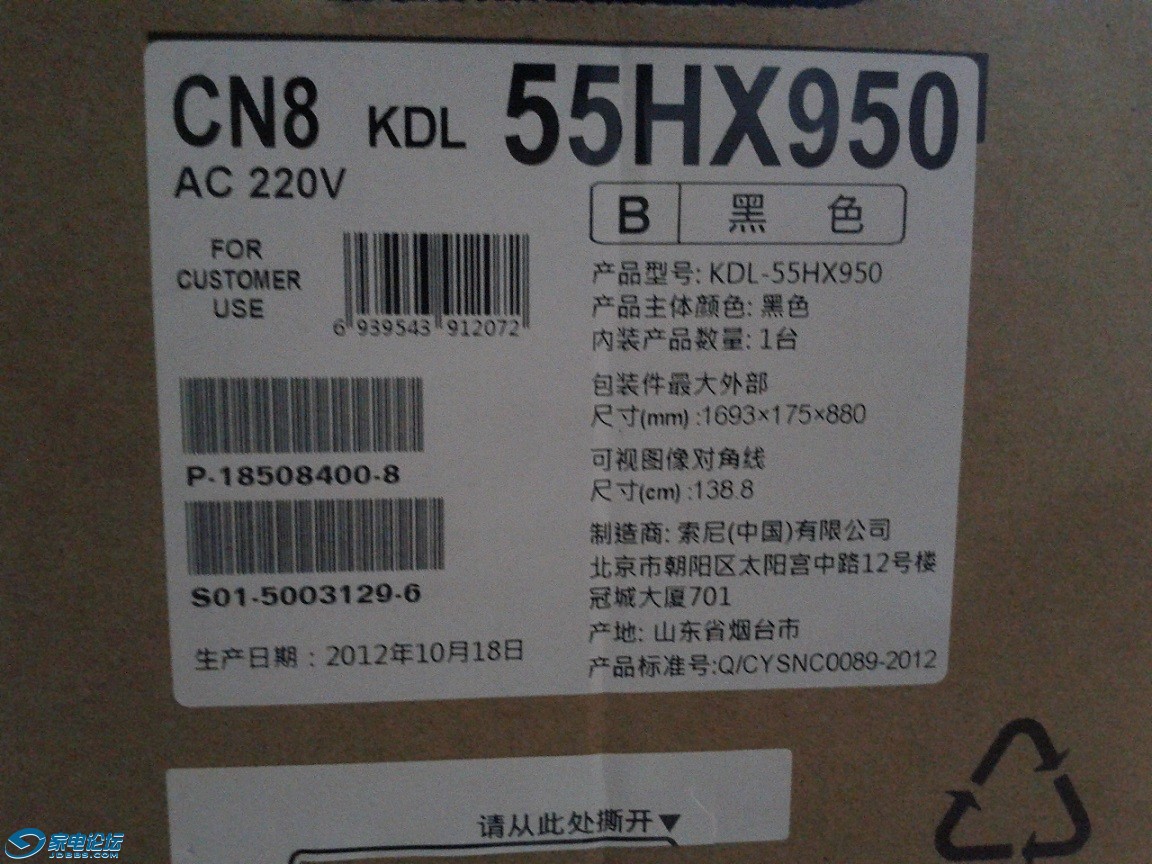 CN8 KDL 55HX950
AC 220V
B 黑 色
FOR
CUSTOMER
USE
6 939543 912072
P-18508400-8
S01-5003129-6
生产日期：2012年10月18日
产品型号: KDL-55HX950
产品主体颜色: 黑色
内装产品数量: 1台
包装件最大外部
尺寸(mm) :1693×175×880
可视图像对角线
尺寸(cm) :138.8
制造商: 索尼(中国)有限公司
北京市朝阳区太阳宫中路12号楼
冠城大厦701
产地: 山东省烟台市
产品标准号:Q/CYSNC0089-2012
请从此处撕开▼
家电论坛
JDBBS.COM